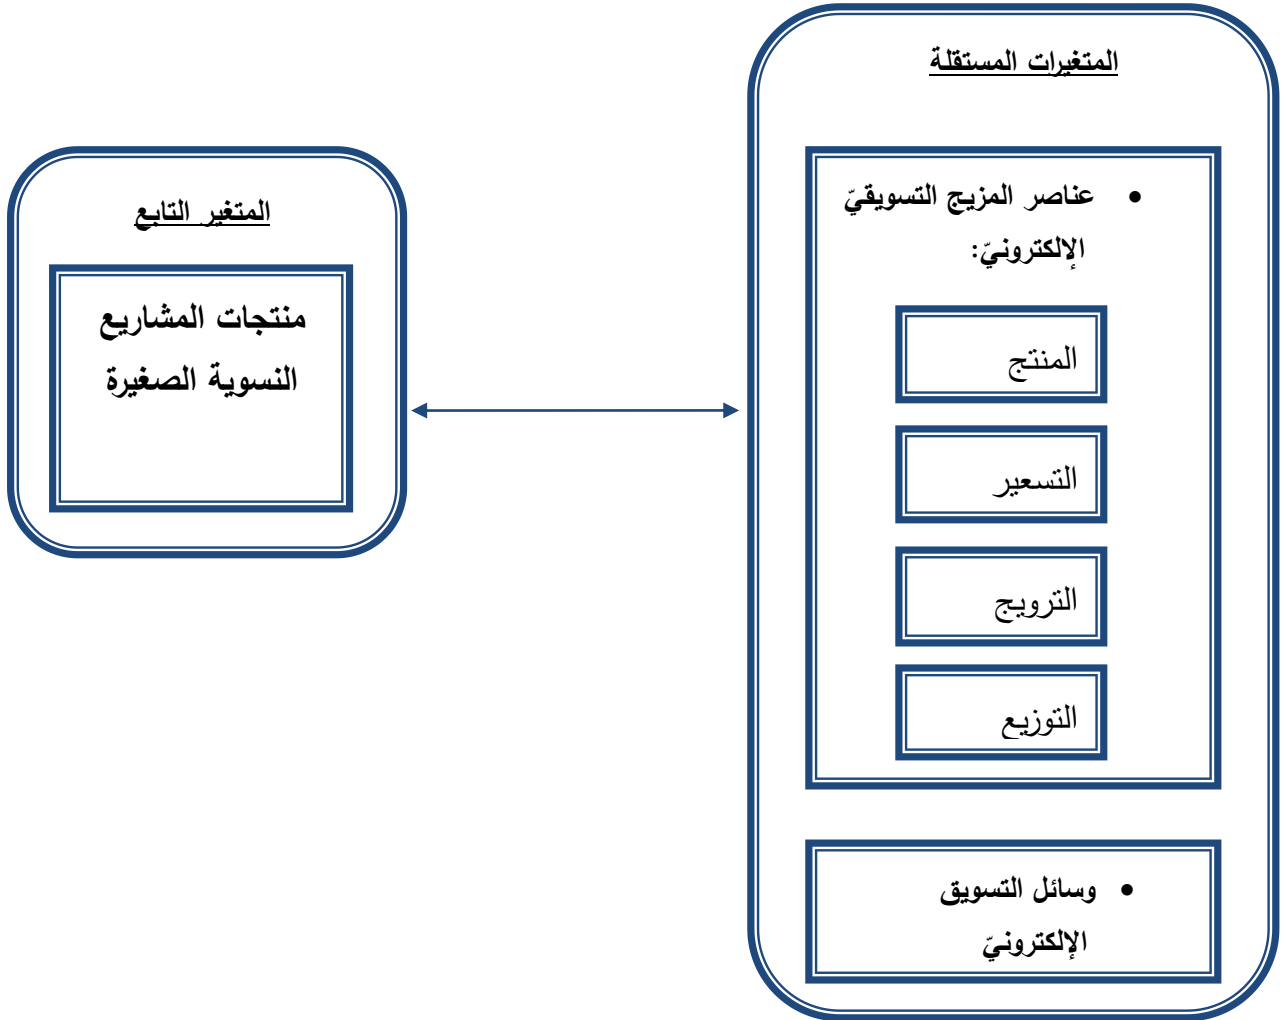 المتغيرات المستقلة
• عناصر المزيج التسويقيّ
الإلكترونيّ:
المنتج
التسعير
الترويج
التوزيع
• وسائل التسويق
الإلكترونيّ
المتغير التابع
منتجات المشاريع
النسوية الصغيرة